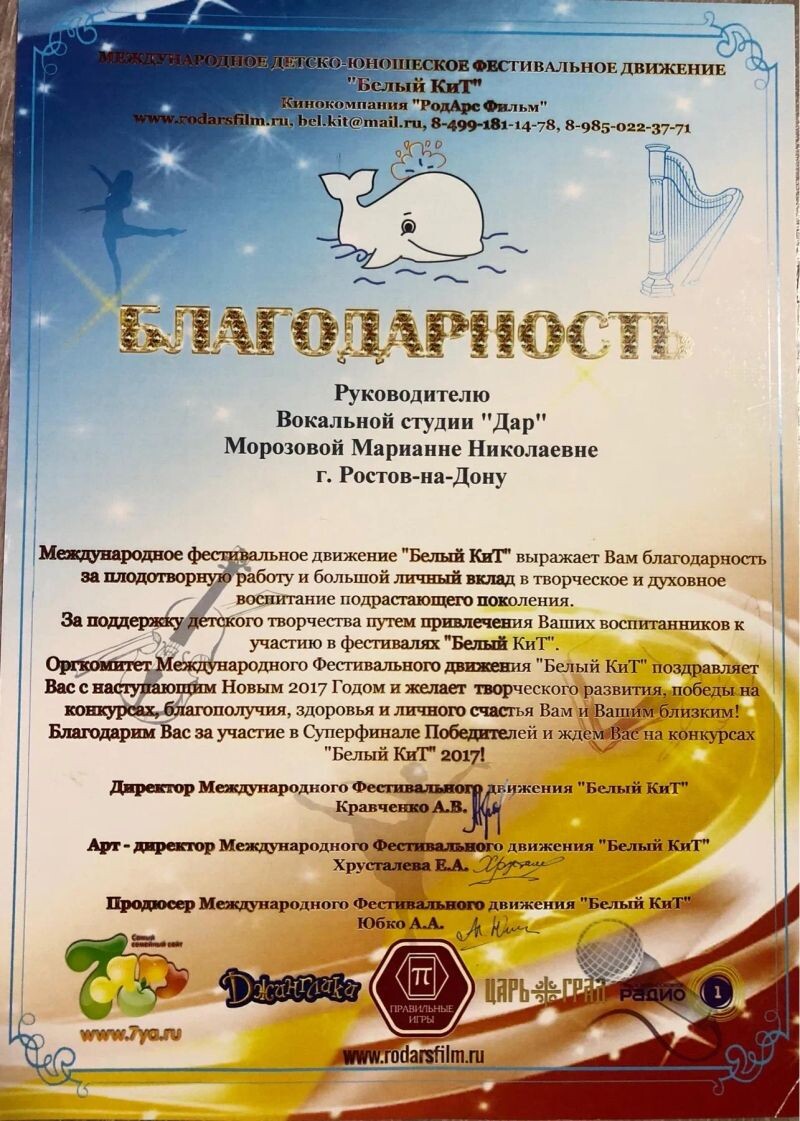 МЕЖДУНАРОДНОЕ ДЕТСКО-ЮНОШЕСКОЕ ФЕСТИВАЛЬНОЕ ДВИЖЕНИЕ
"Белый КиТ"
Кинокомпания "РодАрс Фильм"
www.rodarsfilm.ru, bel.kit@mail.ru, 8-499-181-14-78, 8-985-022-37-71
БЛАГОДАРНОСТЬ
Руководителю
Вокальной студии "Дар"
Морозовой Марианне Николаевне
г. Ростов-на-Дону
Международное фестивальное движение "Белый КиТ" выражает Вам благодарность
за плодотворную работу и большой личный вклад в творческое и духовное
воспитание подрастающего поколения.
За поддержку детского творчества путем привлечения Ваших воспитанников к
участию в фестивалях "Белый КиТ".
Оргкомитет Международного Фестивального движения "Белый КиТ" поздравляет
Вас с наступающим Новым 2017 Годом и желает творческого развития, победы на
конкурсах, благополучия, здоровья и личного счастья Вам и Вашим близким!
Благодарим Вас за участие в Суперфинале Победителей и ждем Вас на конкурсах
"Белый КиТ" 2017!
Директор Международного Фестивального движения "Белый КиТ"
Кравченко А.В.
Арт - директор Международного Фестивального движения "Белый КиТ"
Хрусталева Е.А.
Продюсер Международного Фестивального движения "Белый КиТ"
Юбко А.А.
Самый
семейный сайт
7я.ру
www.7ya.ru
Джинглики
π
ПРАВИЛЬНЫЕ
ИГРЫ
ЦАРЬ ГРАД
РАДИО 1
www.rodarsfilm.ru